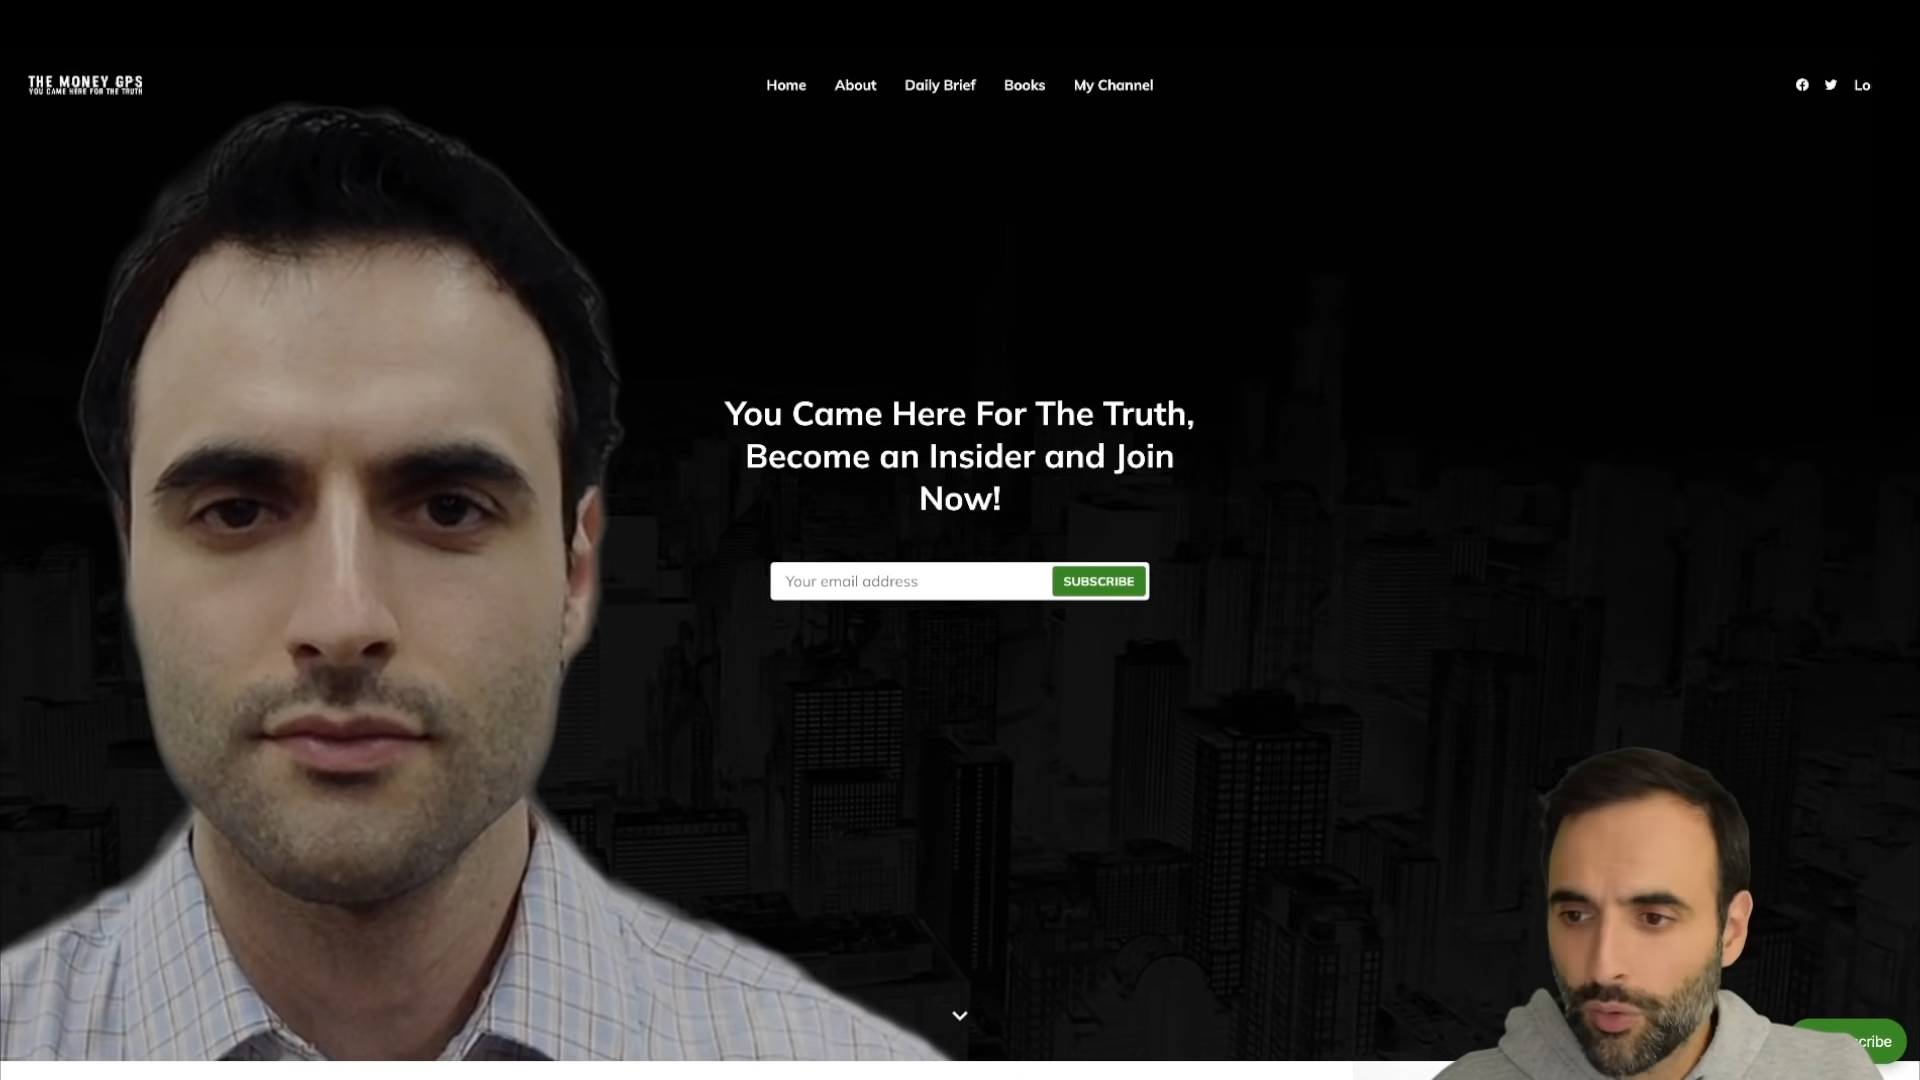 THE MONEY GPS
YOU CAME HERE FOR THE TRUTH
Home About Daily Brief Books My Channel
Lo
You Came Here For The Truth,
Become an Insider and Join
Now!
Your email address
SUBSCRIBE
cribe